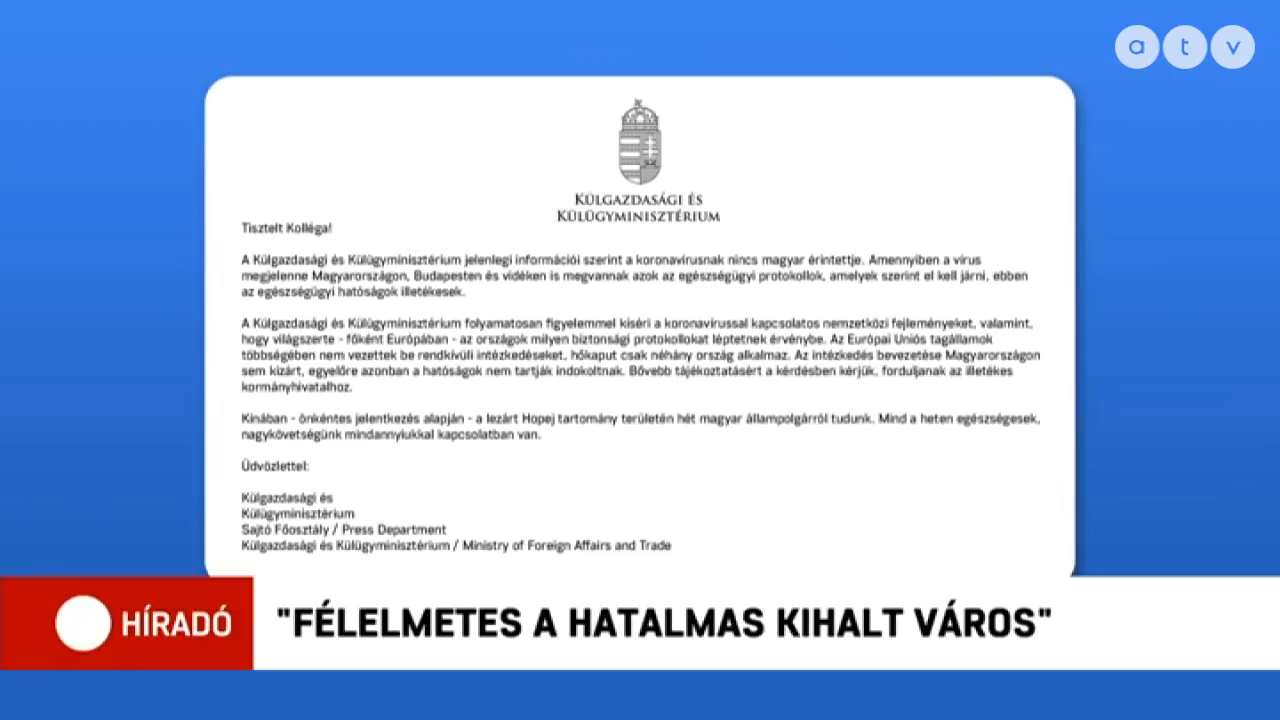 atv
KÜLGAZDASÁGI ÉS
KÜLÜGYMINISZTÉRIUM
Tisztelt Kolléga!
A Külgazdasági és Külügyminisztérium jelenlegi információi szerint a koronavírusnak nincs magyar érintettje. Amennyiben a vírus
megjelenne Magyarországon, Budapesten és vidéken is megvannak azok az egészségügyi protokollok, amelyek szerint el kell járni, ebben
az egészségügyi hatóságok illetékesek.
A Külgazdasági és Külügyminisztérium folyamatosan figyelemmel kíséri a koronavírussal kapcsolatos nemzetközi fejleményeket, valamint,
hogy világszerte - főként Európában - az országok milyen biztonsági protokollokat léptetnek érvénybe. Az Európai Uniós tagállamok
többségében nem vezettek be rendkívüli intézkedéseket, hőkaput csak néhány ország alkalmaz. Az intézkedés bevezetése Magyarországon
sem kizárt, egyelőre azonban a hatóságok nem tartják indokoltnak. Bővebb tájékoztatásért a kérdésben kérjük, forduljanak az illetékes
kormányhivatalhoz.
Kínában - önkéntes jelentkezés alapján - a lezárt Hopej tartomány területén hét magyar állampolgárról tudunk. Mind a heten egészségesek,
nagykövetségünk mindannyiukkal kapcsolatban van.
Üdvözlettel:
Külgazdasági és
Külügyminisztérium
Sajtó Főosztály / Press Department
Külgazdasági és Külügyminisztérium / Ministry of Foreign Affairs and Trade
HÍRADÓ
"FÉLELMETES A HATALMAS KIHALT VÁROS"